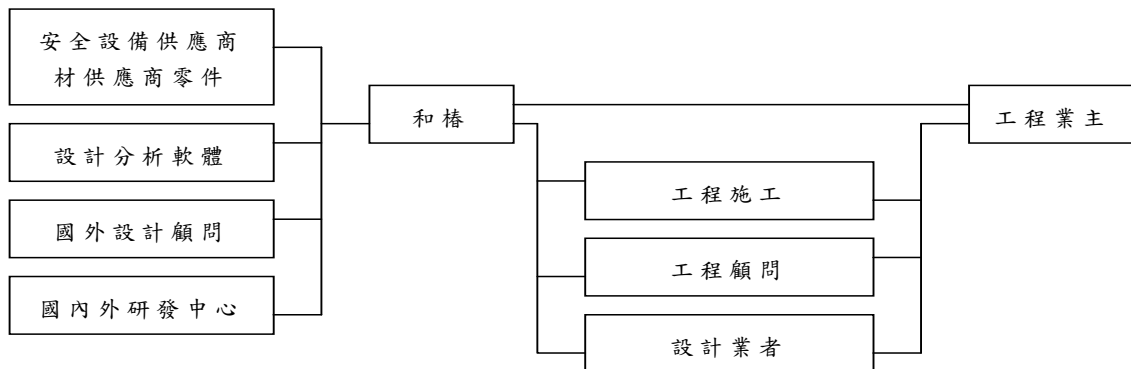 安全設備供應商
材供應商零件
設計分析軟體
國外設計顧問
國內外研發中心
和椿
工程施工
工程顧問
設計業者
工程業主